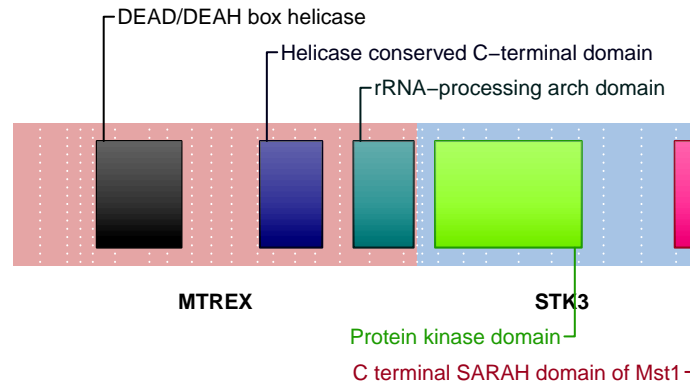 DEAD/DEAH box helicase
Helicase conserved C−terminal domain
rRNA−processing arch domain
MTREX
STK3
Protein kinase domain
C terminal SARAH domain of Mst1